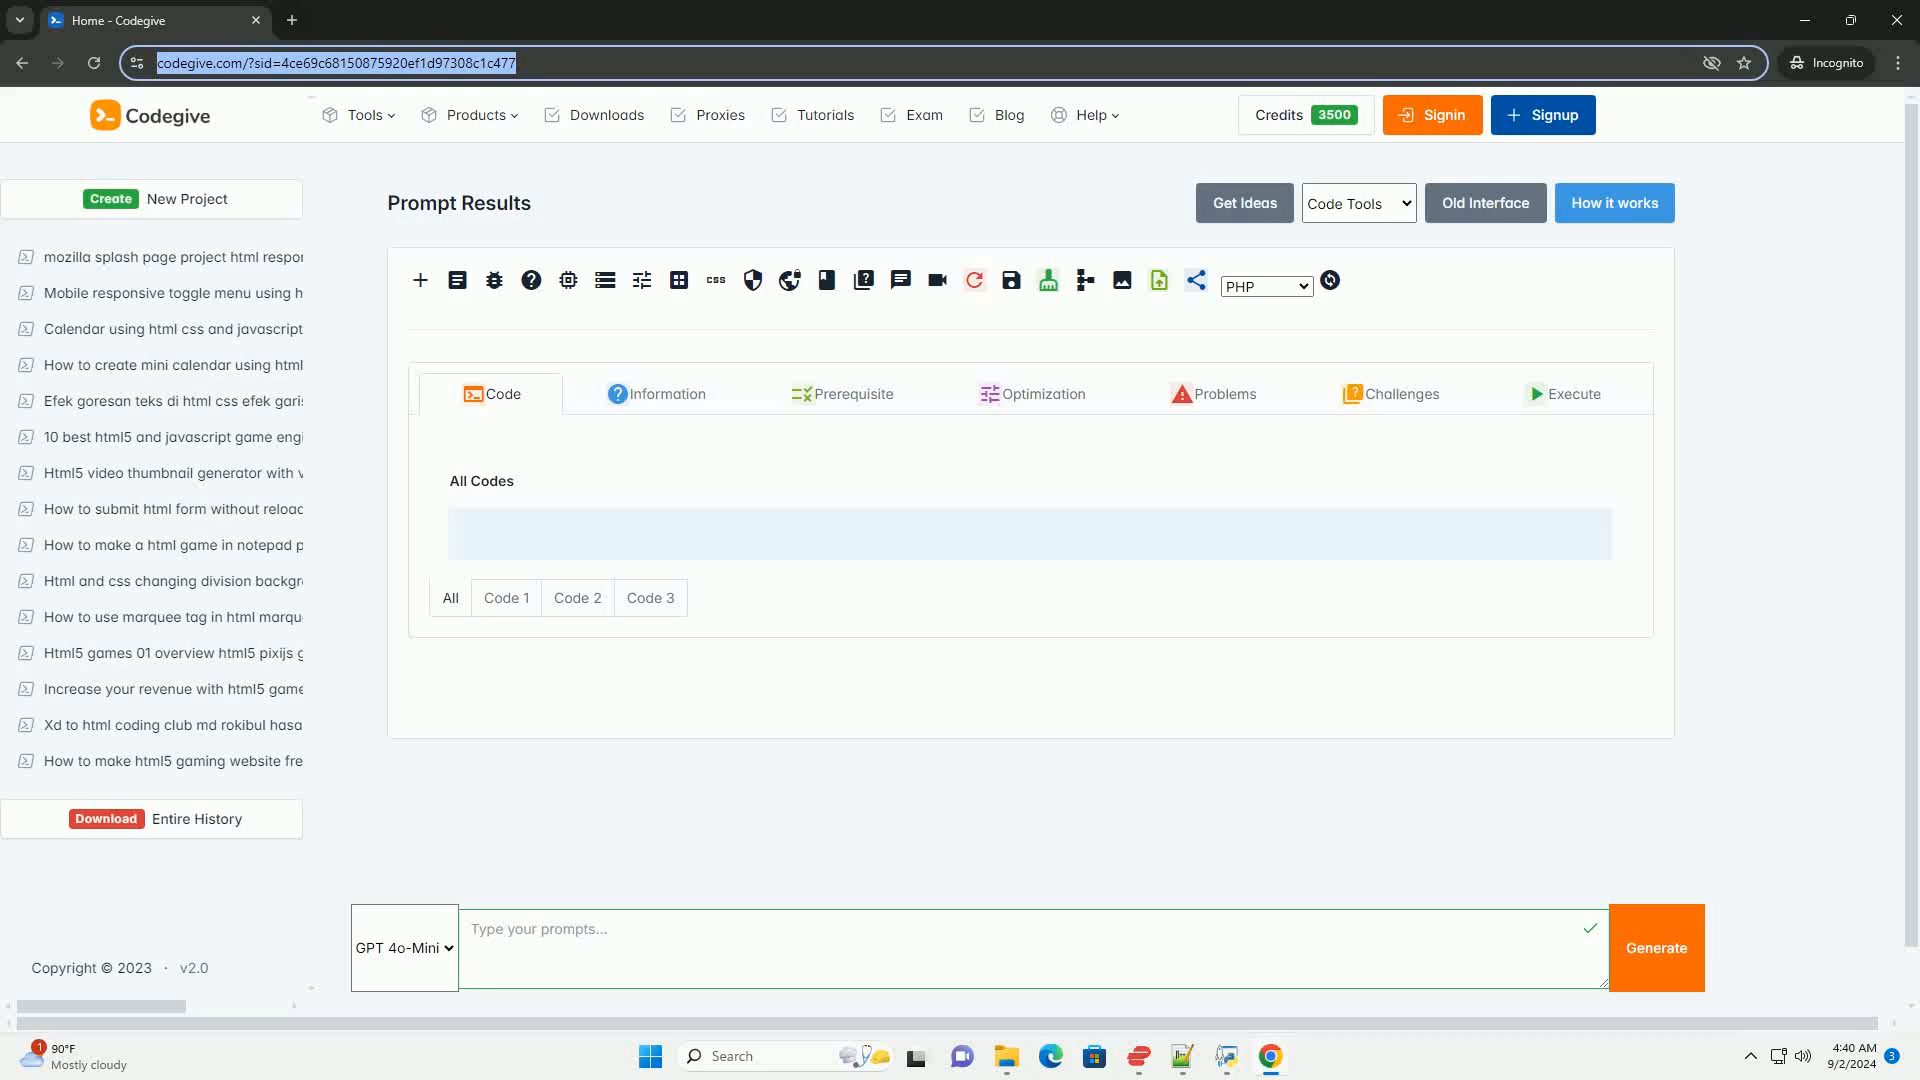 Home - Codegive
codegive.com/?sid=4ce69c68150875920ef1d97308c1c477
Incognito
Codegive
Tools
Products
Downloads
Proxies
Tutorials
Exam
Blog
Help
Credits 3500
Signin
Signup
Create New Project
mozilla splash page project html respor
Mobile responsive toggle menu using h
Calendar using html css and javascript
How to create mini calendar using html
Efek goresan teks di html css efek garis
10 best html5 and javascript game engi
Html5 video thumbnail generator with v
How to submit html form without reload
How to make a html game in notepad p
Html and css changing division backgr
How to use marquee tag in html marqu
Html5 games 01 overview html5 pixijs g
Increase your revenue with html5 game
Xd to html coding club md rokibul hasa
How to make html5 gaming website fre
Download Entire History
Copyright © 2023 · v2.0
Prompt Results
Get Ideas
Code Tools
Old Interface
How it works
css
PHP
Code
Information
Prerequisite
Optimization
Problems
Challenges
Execute
All Codes
All
Code 1
Code 2
Code 3
GPT 4o-Mini
Type your prompts...
Generate
1
90°F
Mostly cloudy
Search
4:40 AM
9/2/2024
3